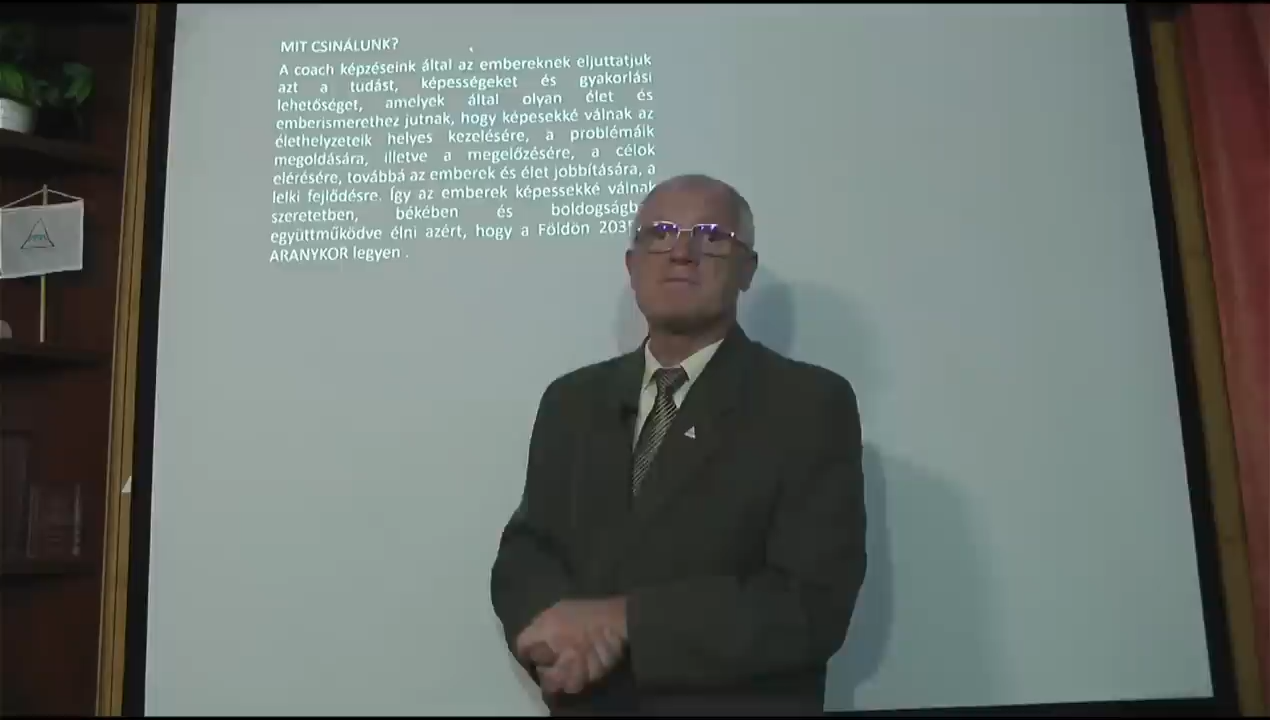 MIT CSINÁLUNK?
A coach képzéseink által az embereknek eljuttatjuk
azt a tudást, képességeket és gyakorlási
lehetőséget, amelyek által olyan élet és
emberismerethez jutnak, hogy képesekké válnak az
élethelyzeteik helyes kezelésére, a problémáik
megoldására, illetve a megelőzésére, a célok
elérésére, továbbá az emberek és élet jobbítására, a
lelki fejlődésre. Így az emberek képessekké válnak
szeretetben, békében és
együttműködve élni azért, hogy a Földön
ARANYKOR legyen .